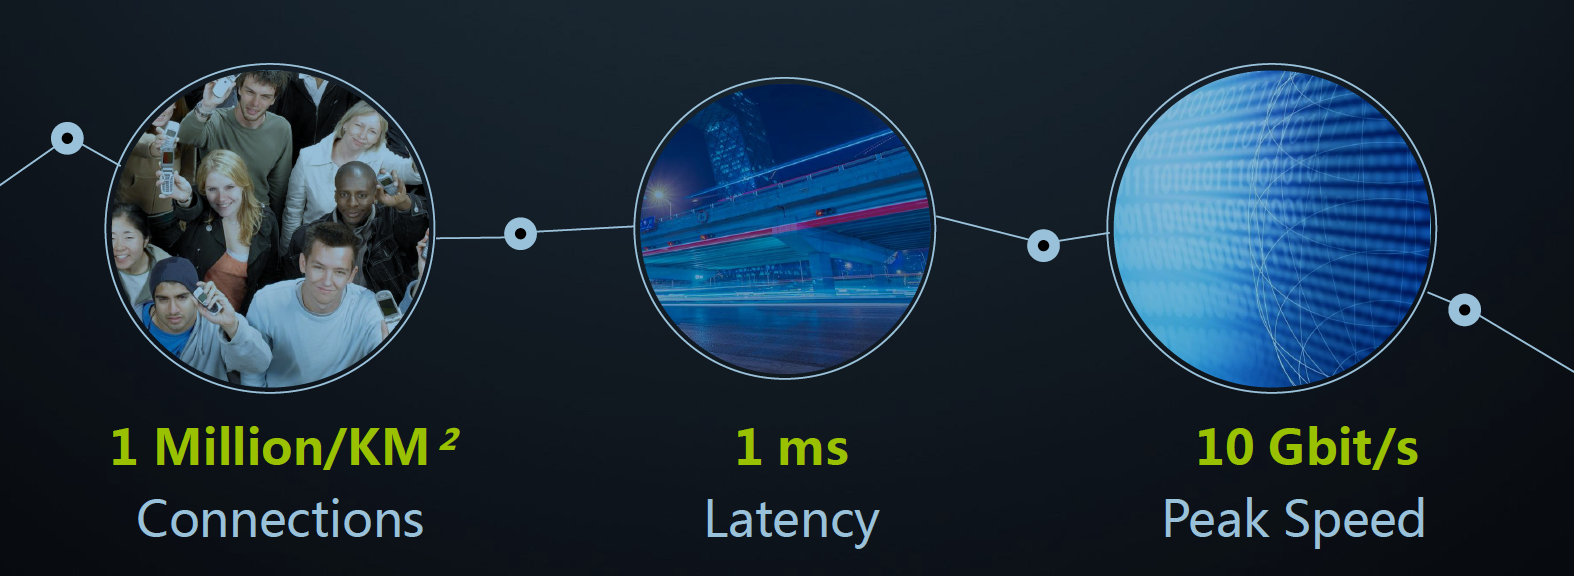 1 Million/KM²
Connections
1 ms
Latency
10 Gbit/s
Peak Speed